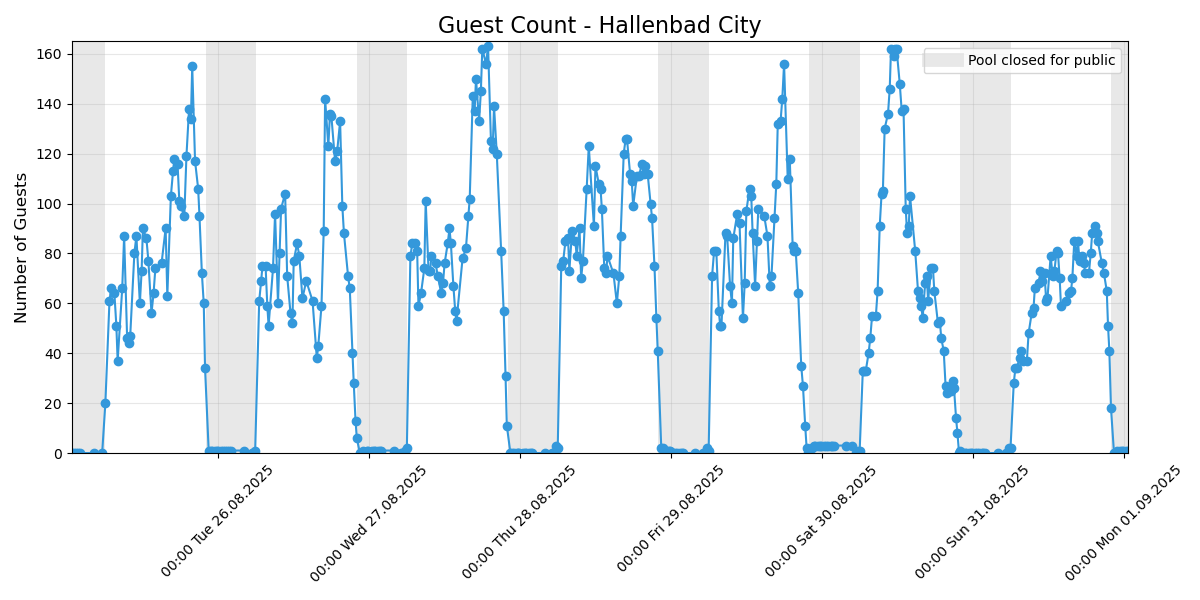 Guest Count - Hallenbad City
Pool closed for public
Number of Guests
160
140
120
100
80
60
40
20
0
00:00 Tue 26.08.2025
00:00 Wed 27.08.2025
00:00 Thu 28.08.2025
00:00 Fri 29.08.2025
00:00 Sat 30.08.2025
00:00 Sun 31.08.2025
00:00 Mon 01.09.2025